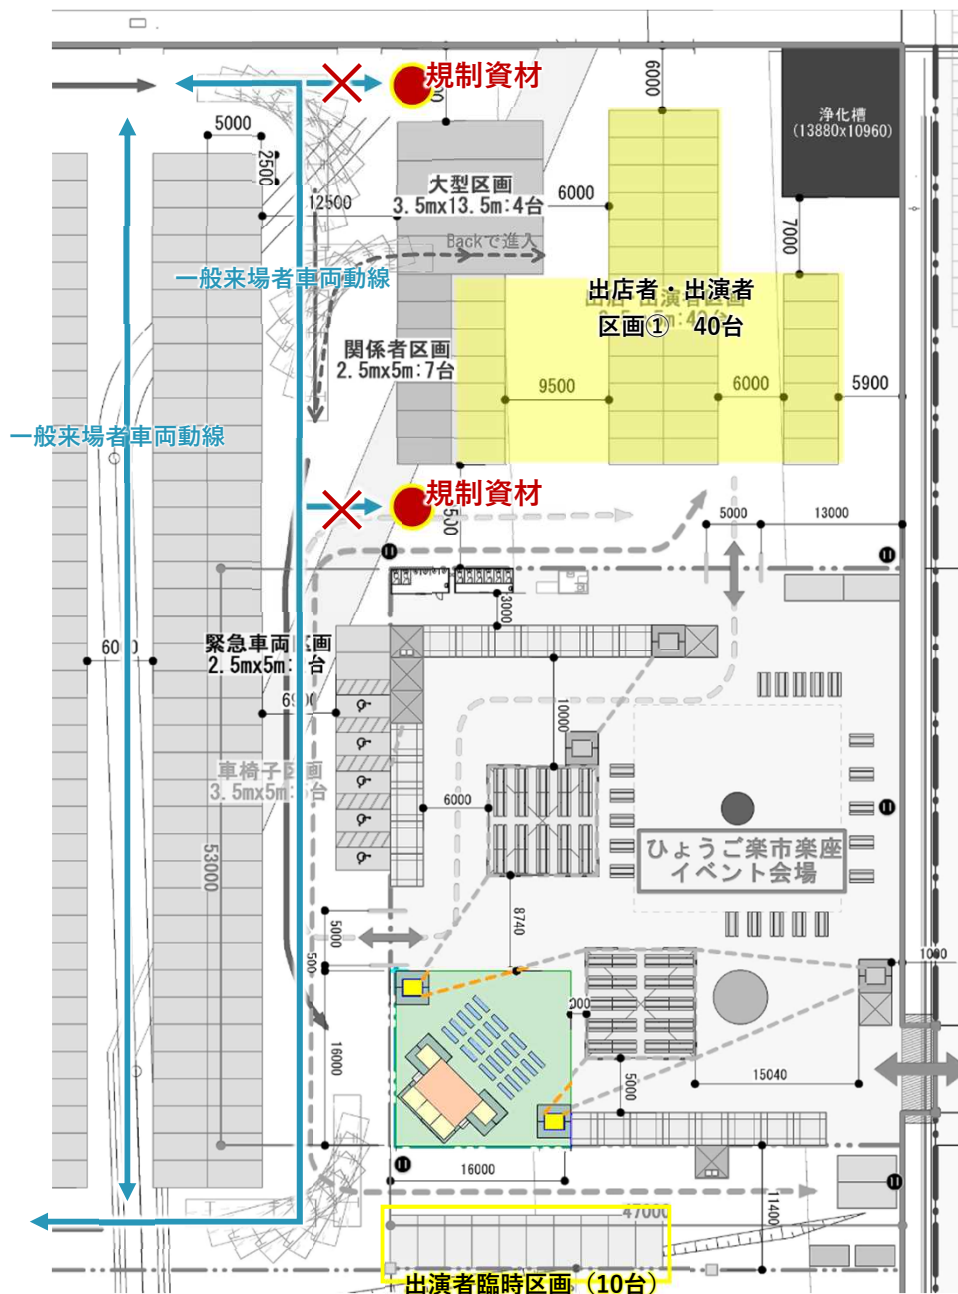 規制資材
6000
浄化槽
(13880x10960)
5000
2500
大型区画
3.5mx13.5m:4台
12500
6000
7000
Backで進入
一般来場者車両動線
出店者・出演者
区画①　40台
関係者区画
2.5mx5m:7台
9500
6000
5900
一般来場者車両動線
規制資材
5000
13000
3000
緊急車両区画
10000
車椅子区画
6000
ひょうご楽市楽座
イベント会場
53000
8740
5000
500
1000
16000
5000
15040
16000
11400
47000
出演者臨時区画（10台）